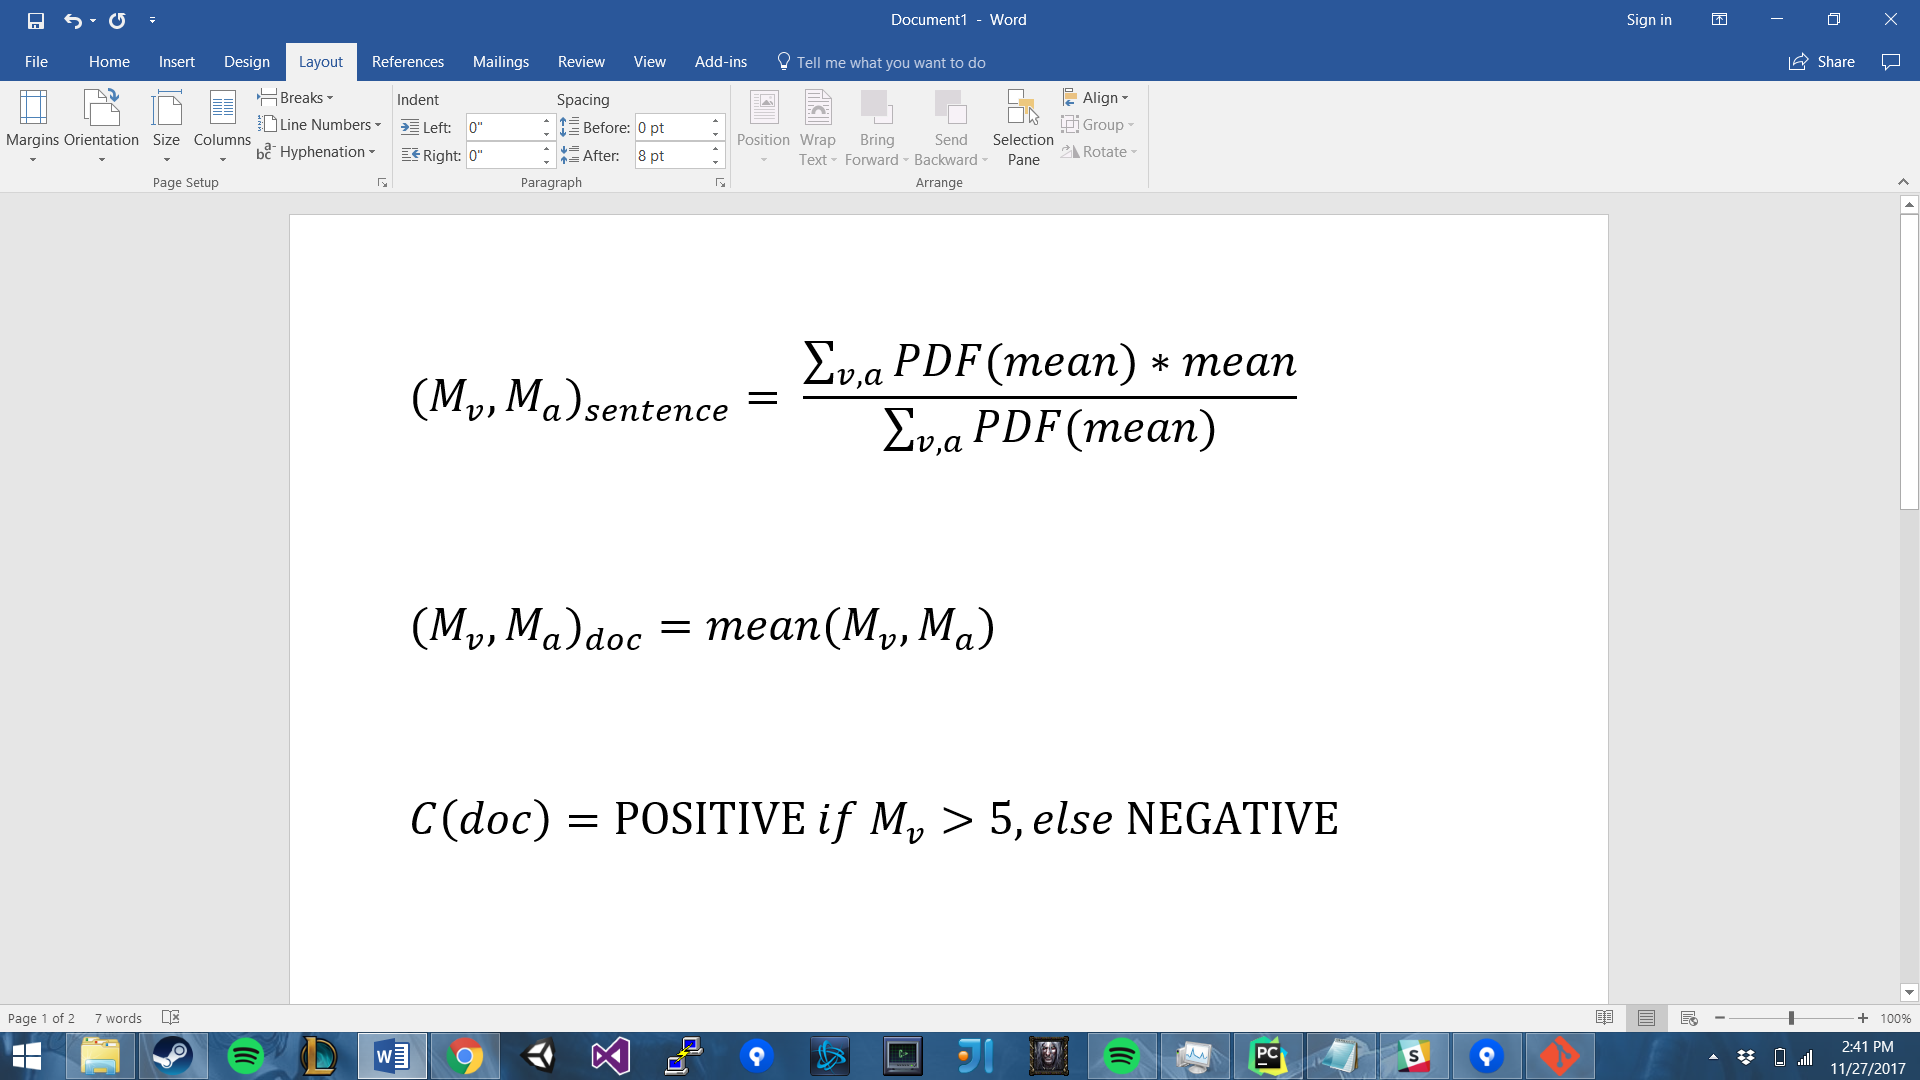 Document1 - Word
Sign in
File Home Insert Design Layout References Mailings Review View Add-ins Tell me what you want to do Share
Margins Orientation Size Columns
Breaks
Line Numbers
Hyphenation
Page Setup
Indent Spacing
Left: 0" Before: 0 pt
Right: 0" After: 8 pt
Paragraph
Position Wrap Text Bring Forward Send Backward Selection Pane
Align
Group
Rotate
Arrange
(M_v, M_a)_sentence = ∑_v,a PDF(mean) * mean / ∑_v,a PDF(mean)
(M_v, M_a)_doc = mean(M_v, M_a)
C(doc) = POSITIVE if M_v > 5, else NEGATIVE
Page 1 of 2 7 words 100%
2:41 PM
11/27/2017